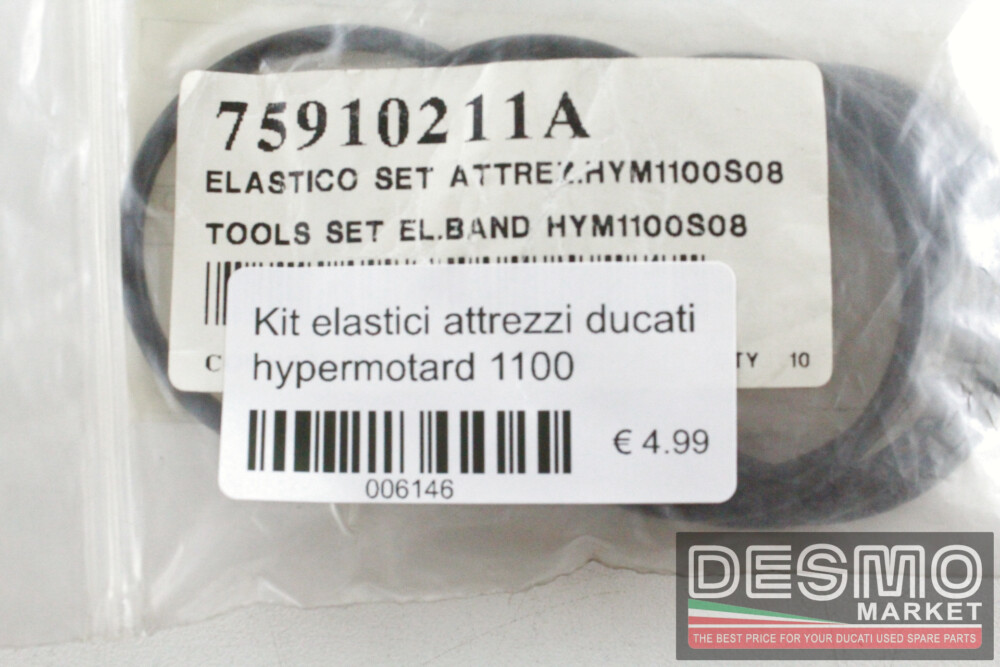 75910211A
ELASTICO SET ATTREZ.HYM1100S08
TOOLS SET EL.BAND HYM1100S08
Kit elastici attrezzi ducati
hypermotard 1100
€ 4.99
006146
10
DESMO
MARKET
THE BEST PRICE FOR YOUR DUCATI USED SPARE PARTS